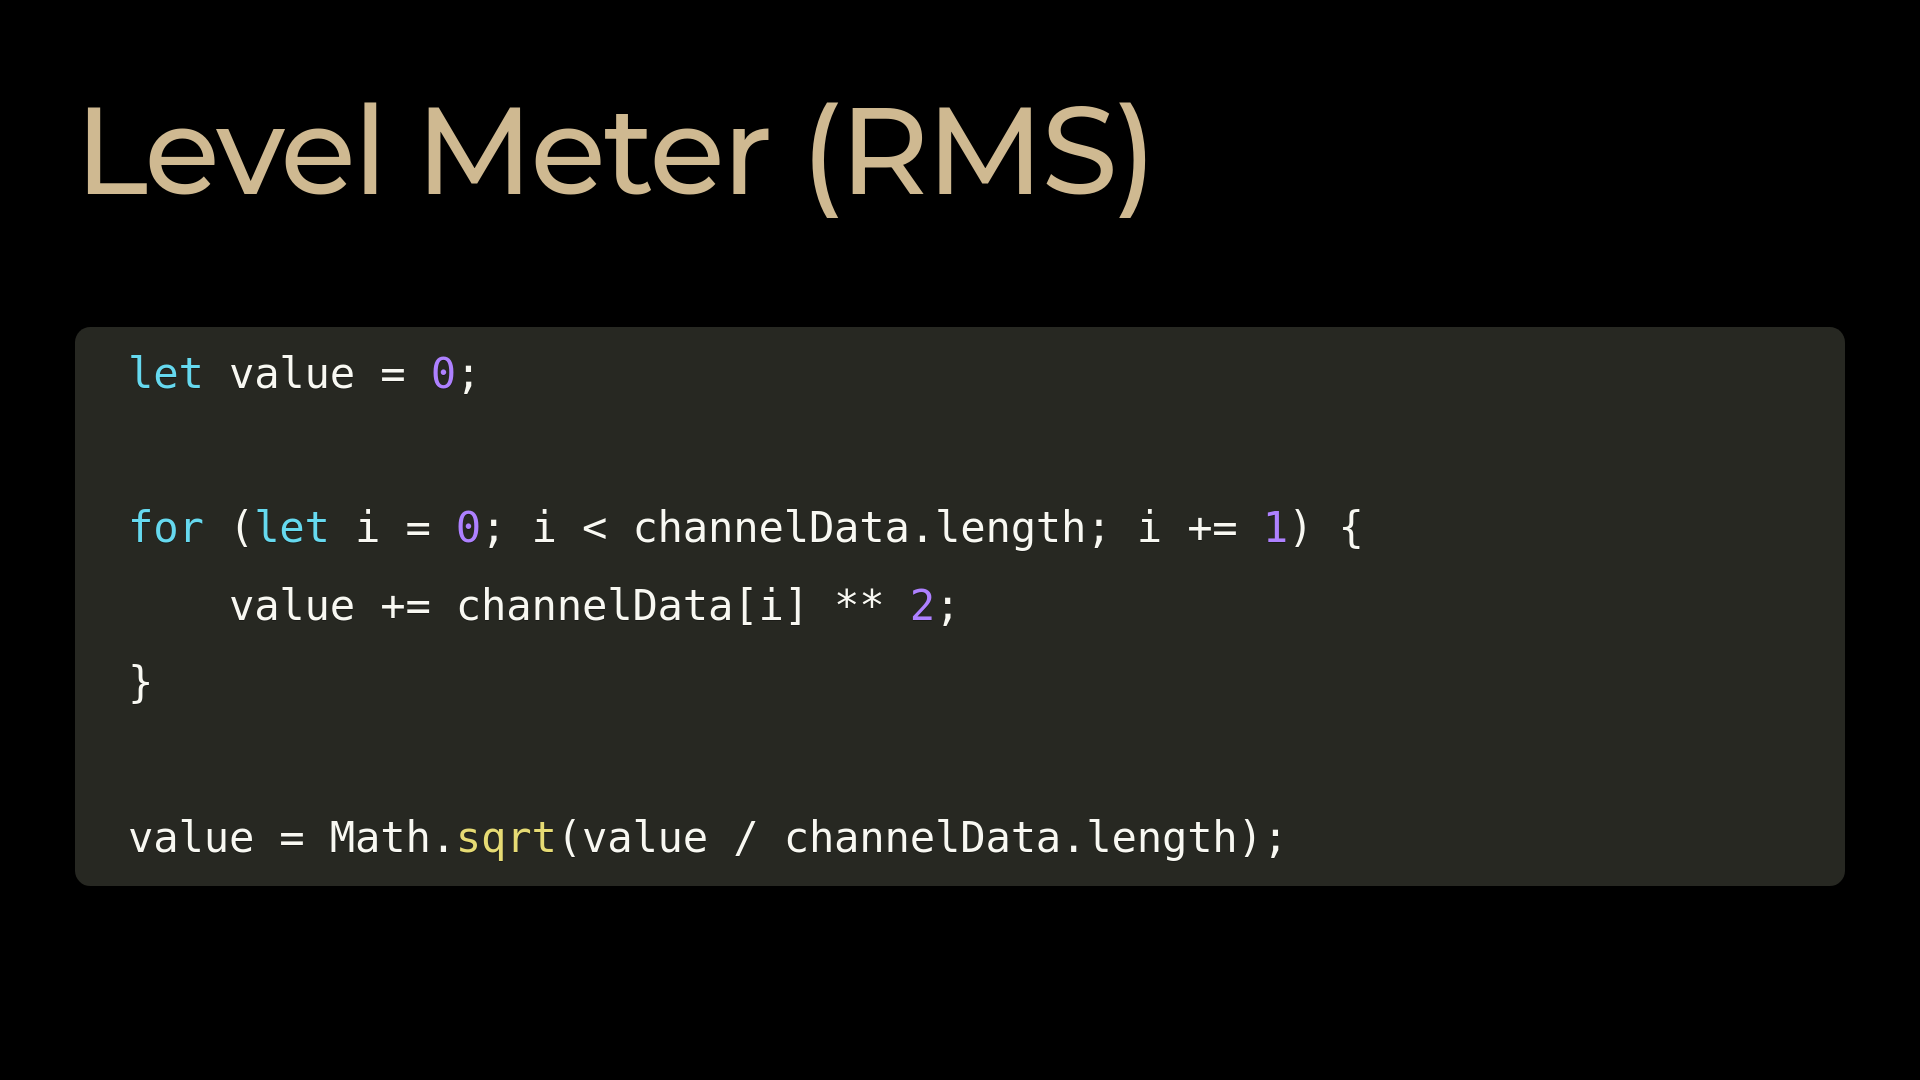 Level Meter (RMS)
let value = 0;
for (let i = 0; i < channelData.length; i += 1) {
    value += channelData[i] ** 2;
}
value = Math.sqrt(value / channelData.length);